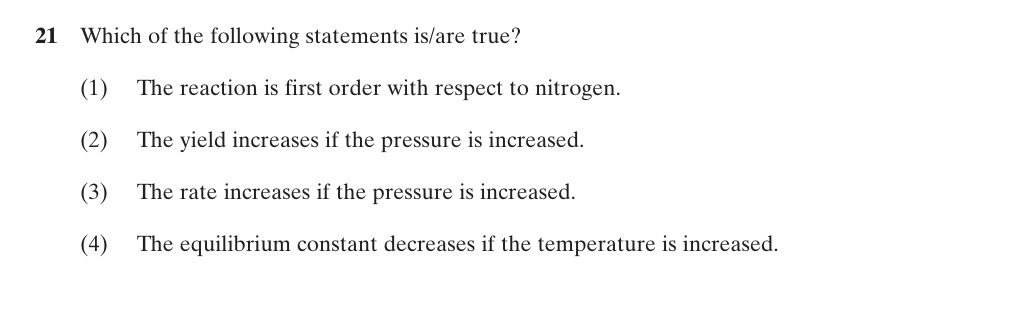 21 Which of the following statements is/are true?
(1) The reaction is first order with respect to nitrogen.
(2) The yield increases if the pressure is increased.
(3) The rate increases if the pressure is increased.
(4) The equilibrium constant decreases if the temperature is increased.